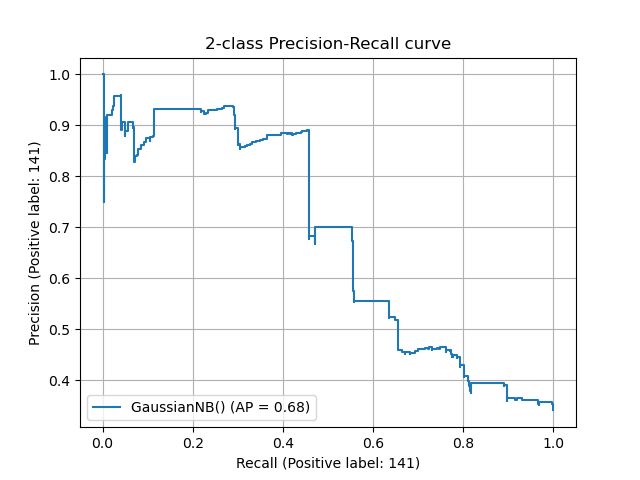 2-class Precision-Recall curve
1.0
0.9
0.8
0.7
0.6
0.5
0.4
Precision (Positive label: 141)
GaussianNB() (AP = 0.68)
0.0 0.2 0.4 0.6 0.8 1.0
Recall (Positive label: 141)